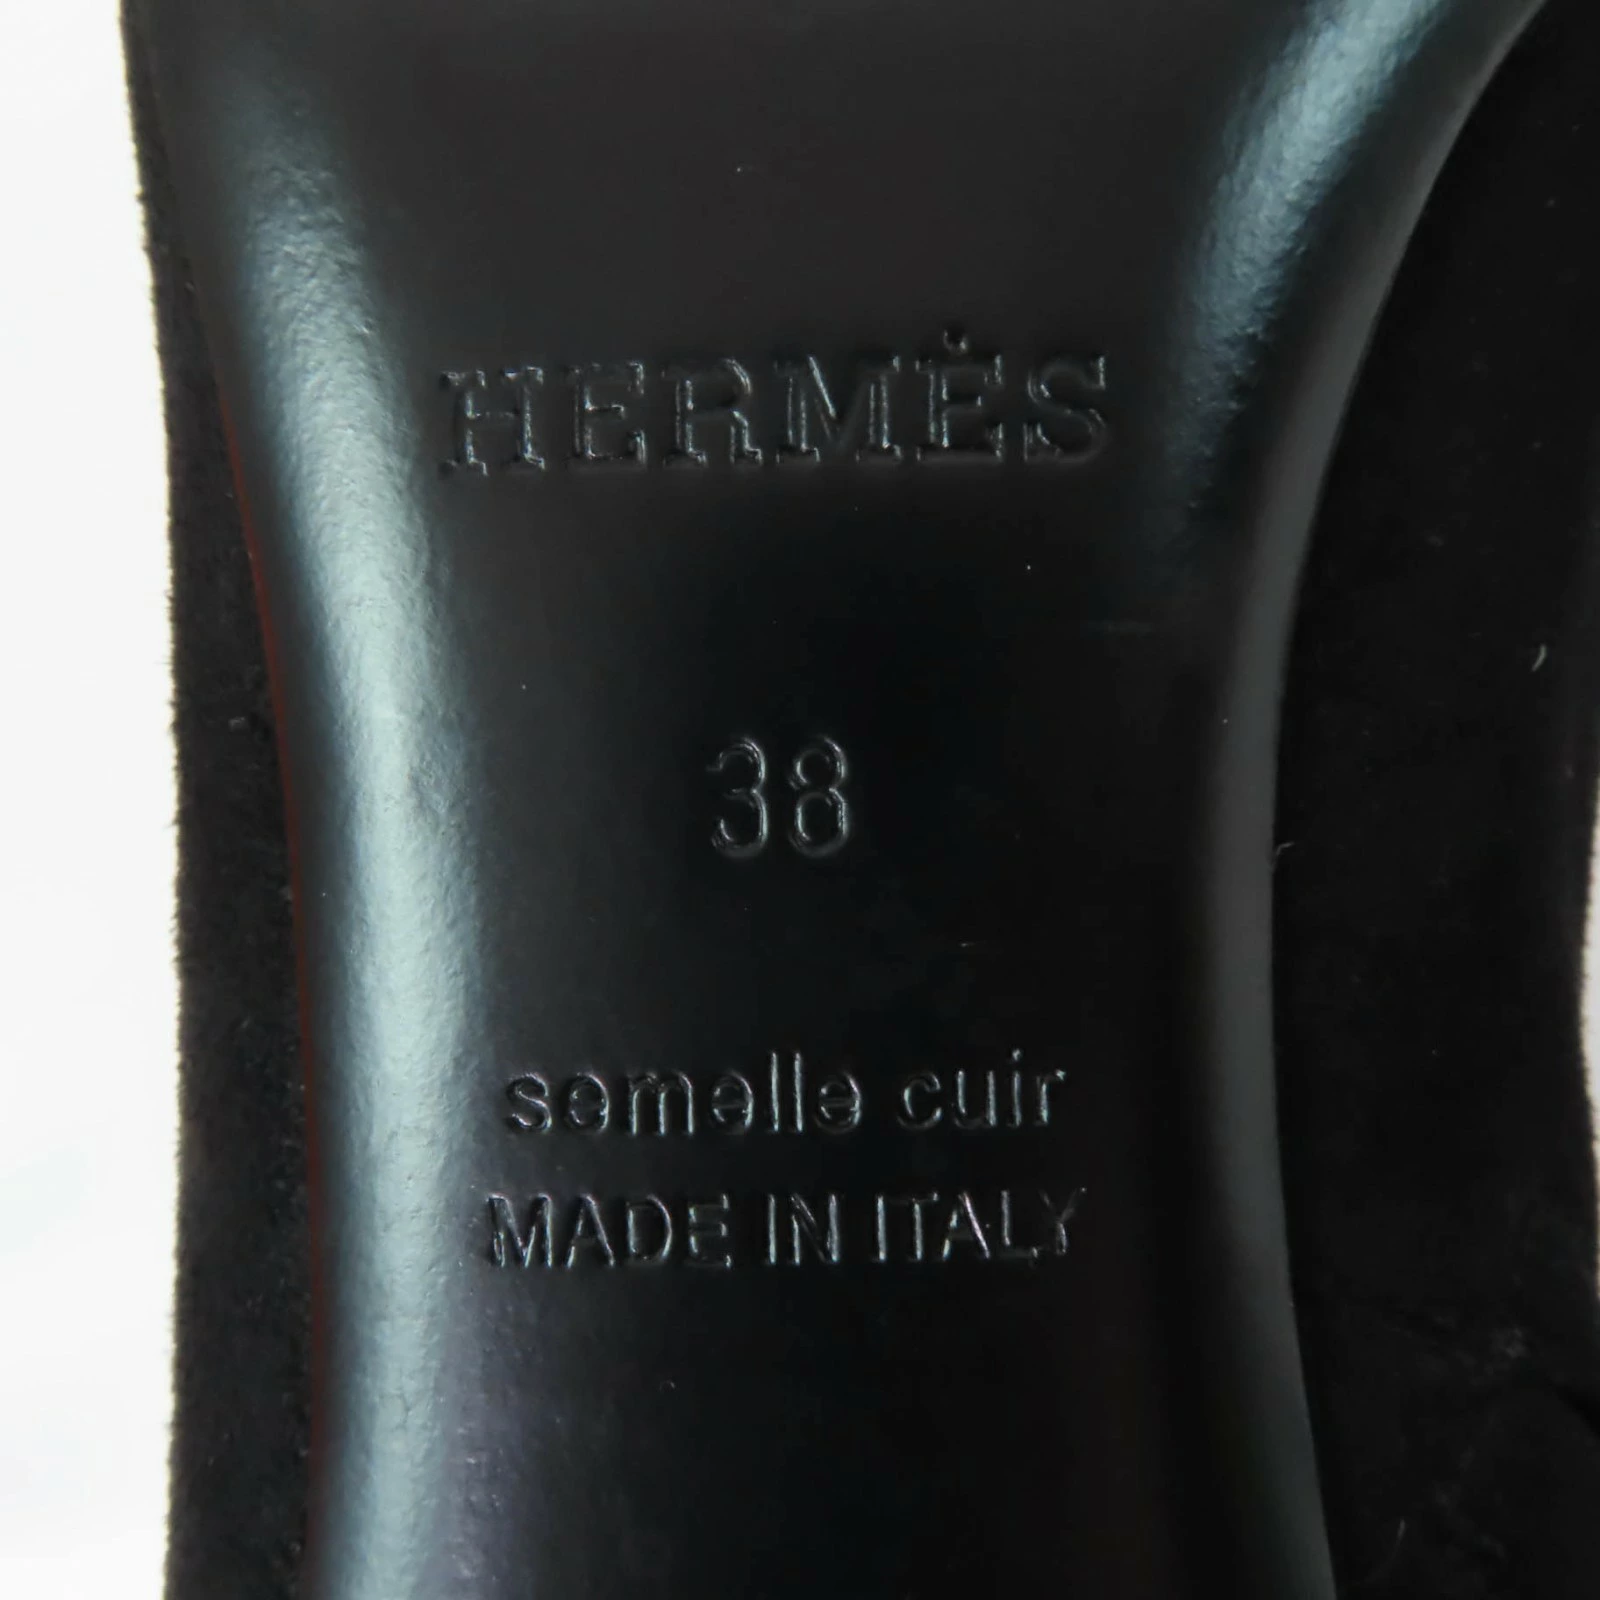 HERMÈS
38
semelle cuir
MADE IN ITALY